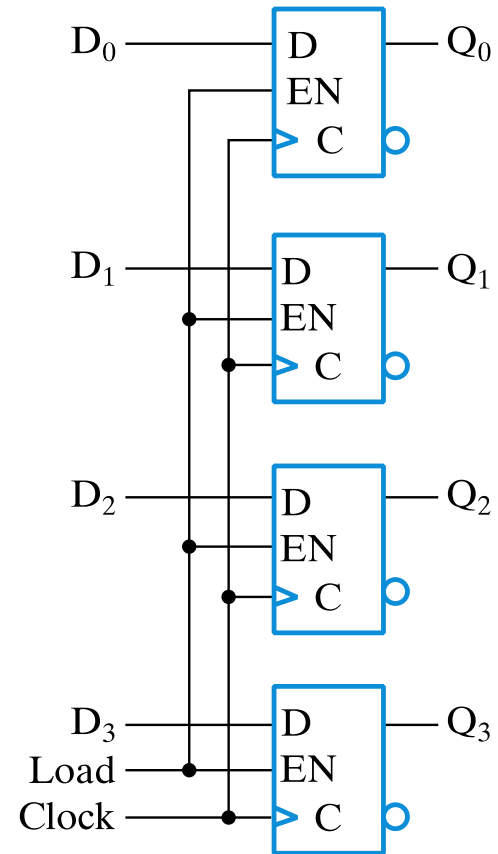 D₀ D Q₀
EN
C
D₁ D Q₁
EN
C
D₂ D Q₂
EN
C
D₃ D Q₃
Load EN
Clock C